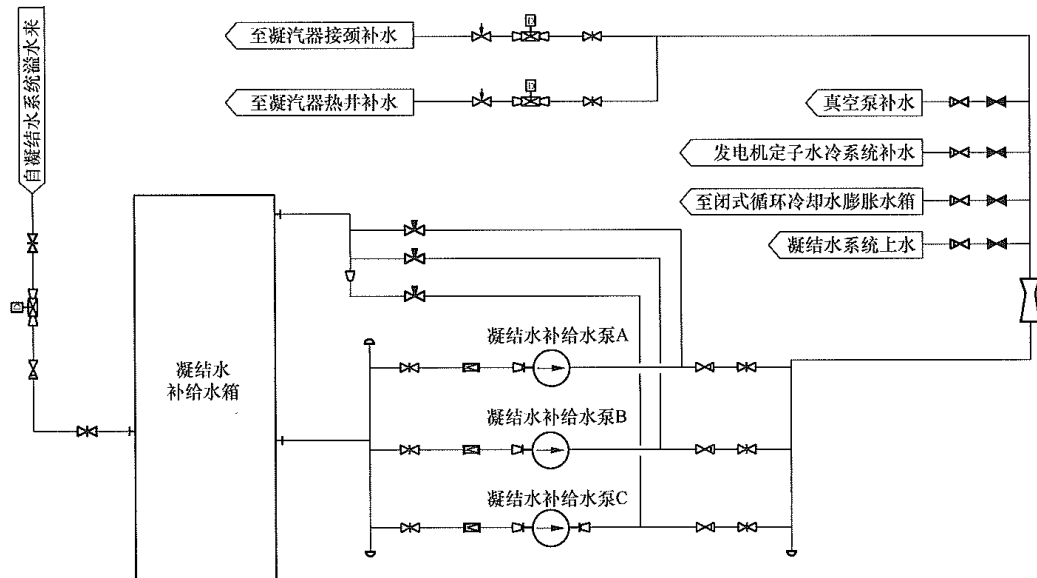 自凝结水系统溢水来
至凝汽器接颈补水
至凝汽器热井补水
真空泵补水
发电机定子水冷系统补水
至闭式循环冷却水膨胀水箱
凝结水系统上水
凝结水
补给水箱
凝结水补给水泵A
凝结水补给水泵B
凝结水补给水泵C